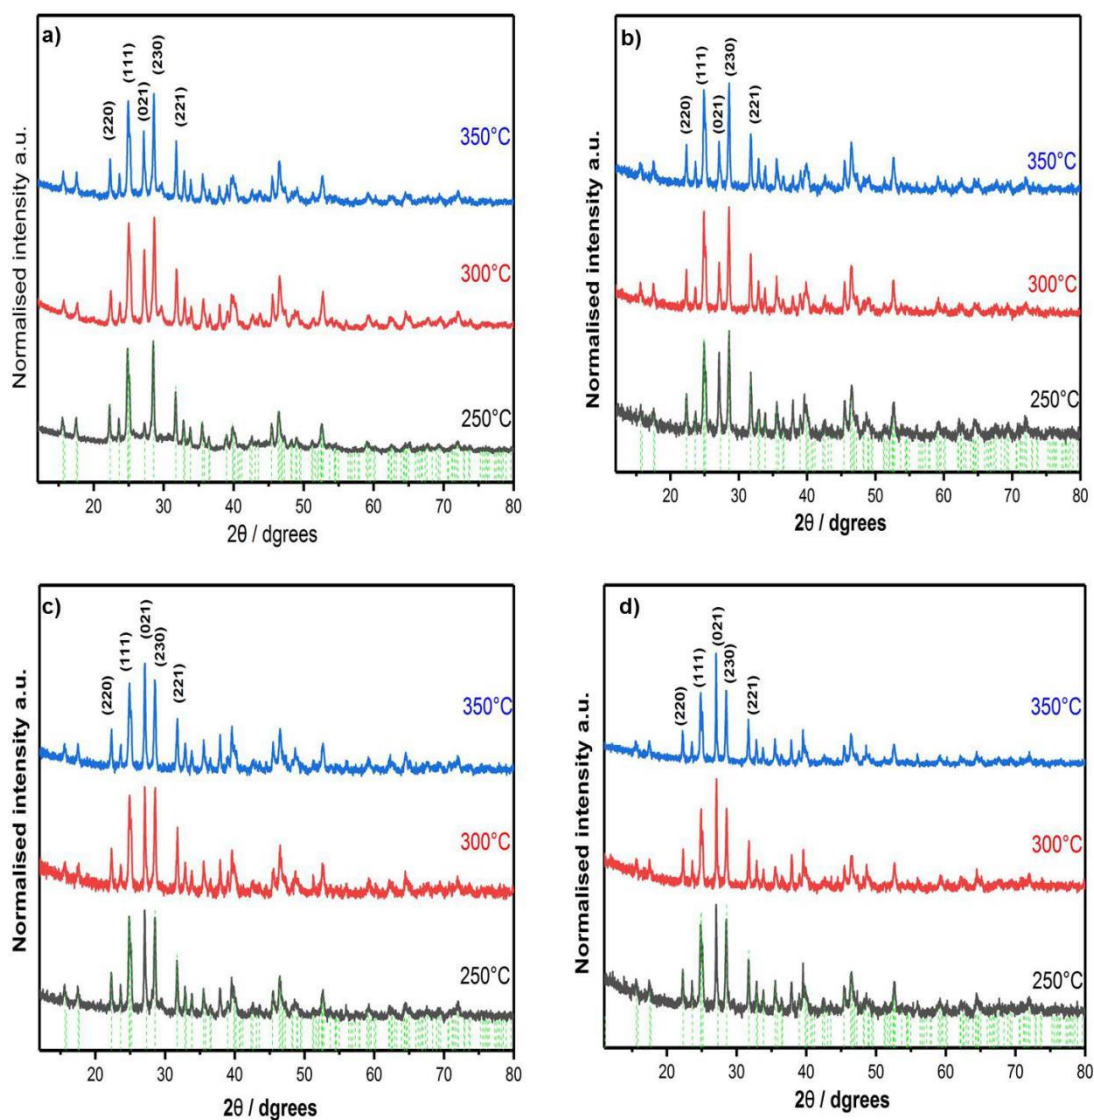 a)
(220)
(111)
(021)
(230)
(221)
350°C
300°C
250°C
Normalised intensity a.u.
20 30 40 50 60 70 80
2θ / dgrees
b)
(220)
(111)
(021)
(230)
(221)
350°C
300°C
250°C
Normalised intensity a.u.
20 30 40 50 60 70 80
2θ / dgrees
c)
(220)
(111)
(021)
(230)
(221)
350°C
300°C
250°C
Normalised intensity a.u.
20 30 40 50 60 70 80
2θ / dgrees
d)
(220)
(111)
(021)
(230)
(221)
350°C
300°C
250°C
Normalised intensity a.u.
20 30 40 50 60 70 80
2θ / dgrees